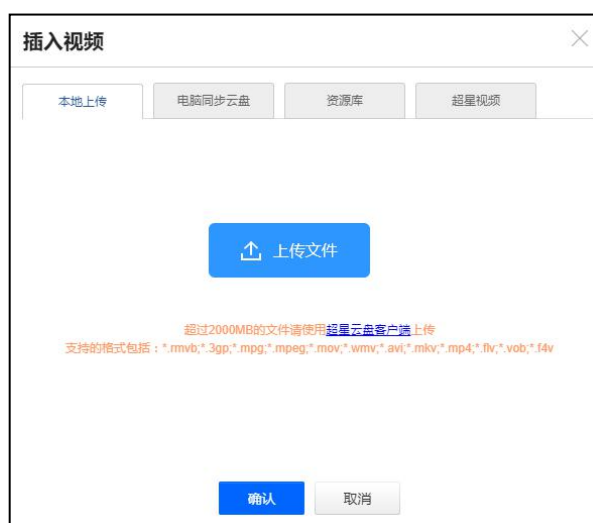 插入视频
本地上传 电脑同步云盘 资源库 超星视频
上传文件
超过2000MB的文件请使用超星云盘客户端上传
支持的格式包括：*.rmvb;*.3gp;*.mpg;*.mpeg;*.mov;*.wmv;*.avi;*.mkv;*.mp4;*.flv;*.vob;*.f4v
确认 取消